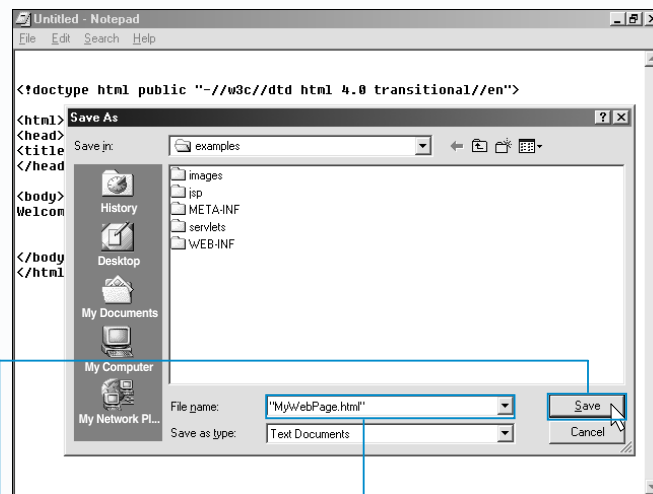 Untitled - Notepad
File Edit Search Help
<!doctype html public "-//w3c//dtd html 4.0 transitional//en">
<html>
<head>
<title
</head
<body>
Welcom
</body
</html
Save As
Save in: examples
History
Desktop
My Documents
My Computer
My Network Pl...
images
jsp
META-INF
servlets
WEB-INF
File name: "MyWebPage.html" Save
Save as type: Text Documents Cancel